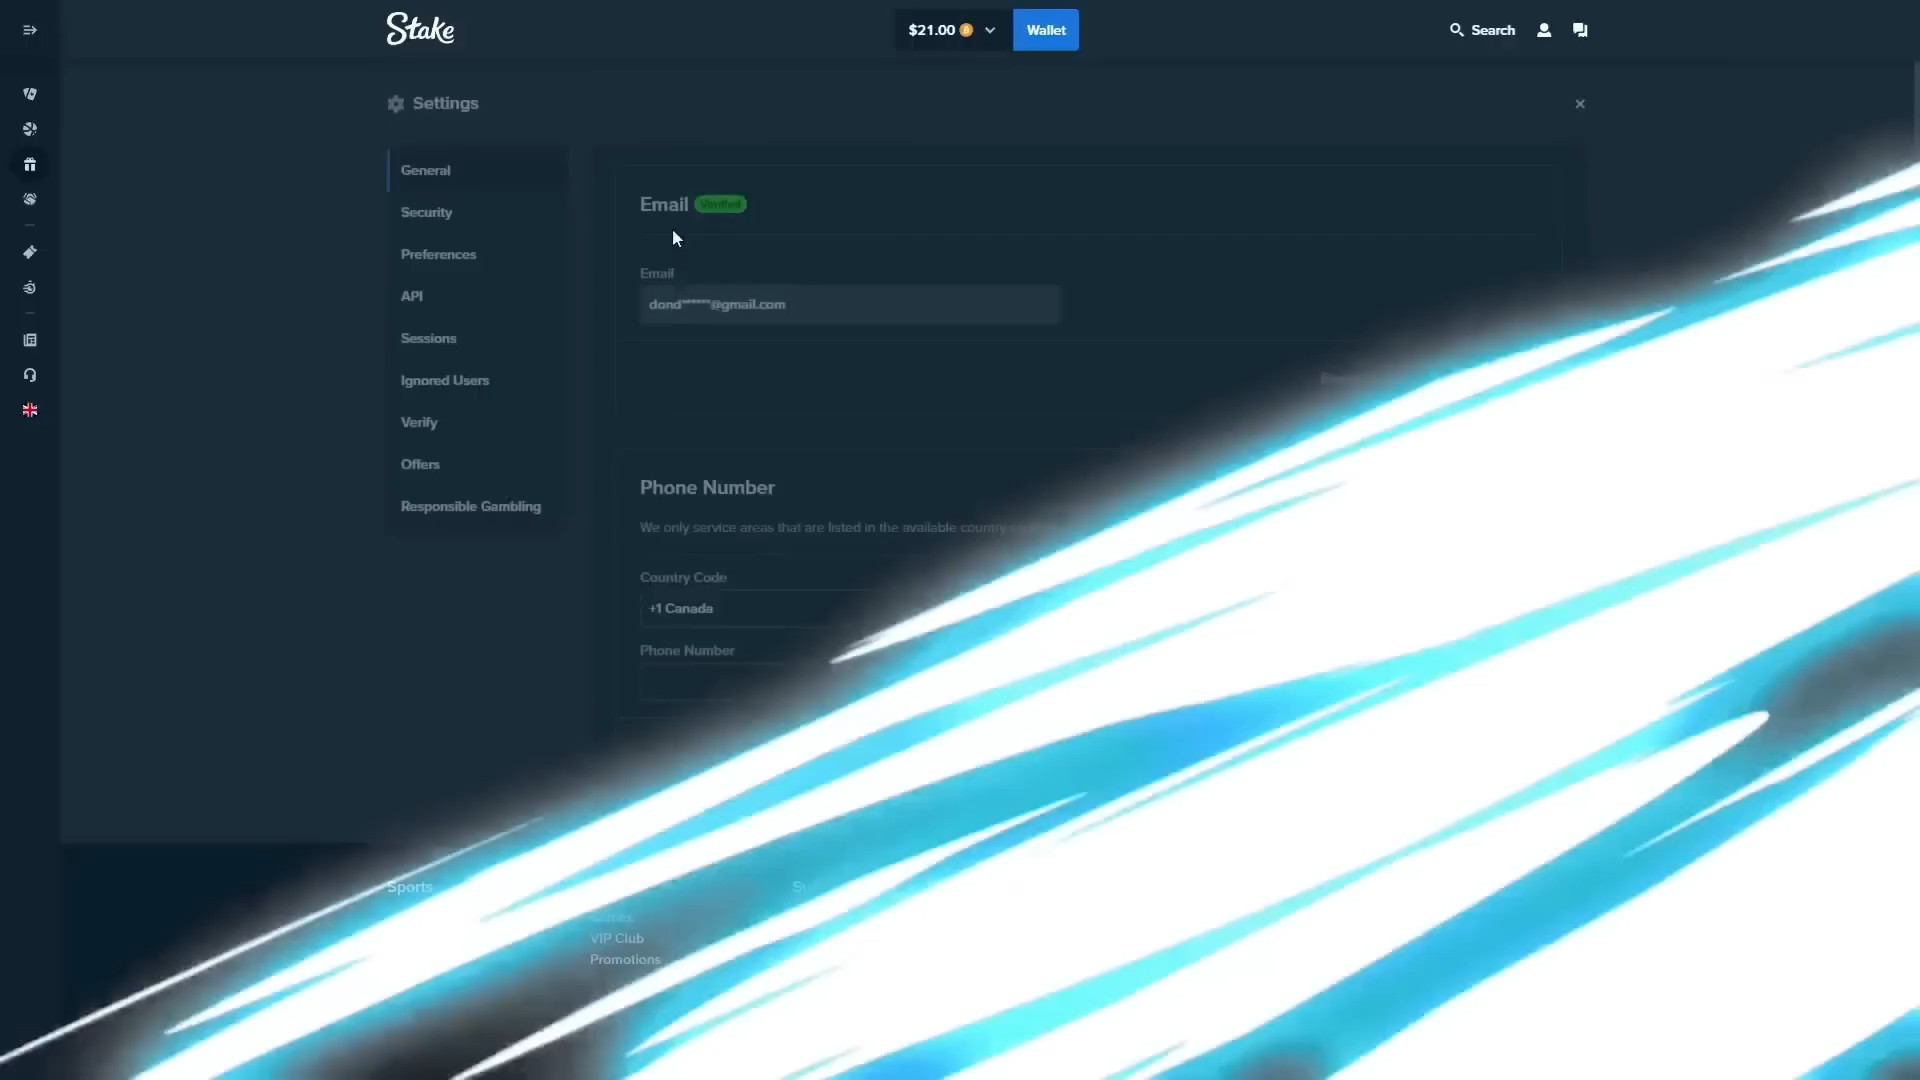 Stake
$21.00
Wallet
Search
Settings
General
Security
Preferences
API
Sessions
Ignored Users
Verify
Offers
Responsible Gambling
Email Verified
Email
dond******@gmail.com
Phone Number
We only service areas that are listed in the available country
Country Code
+1 Canada
Phone Number
Sports
VIP Club
Promotions